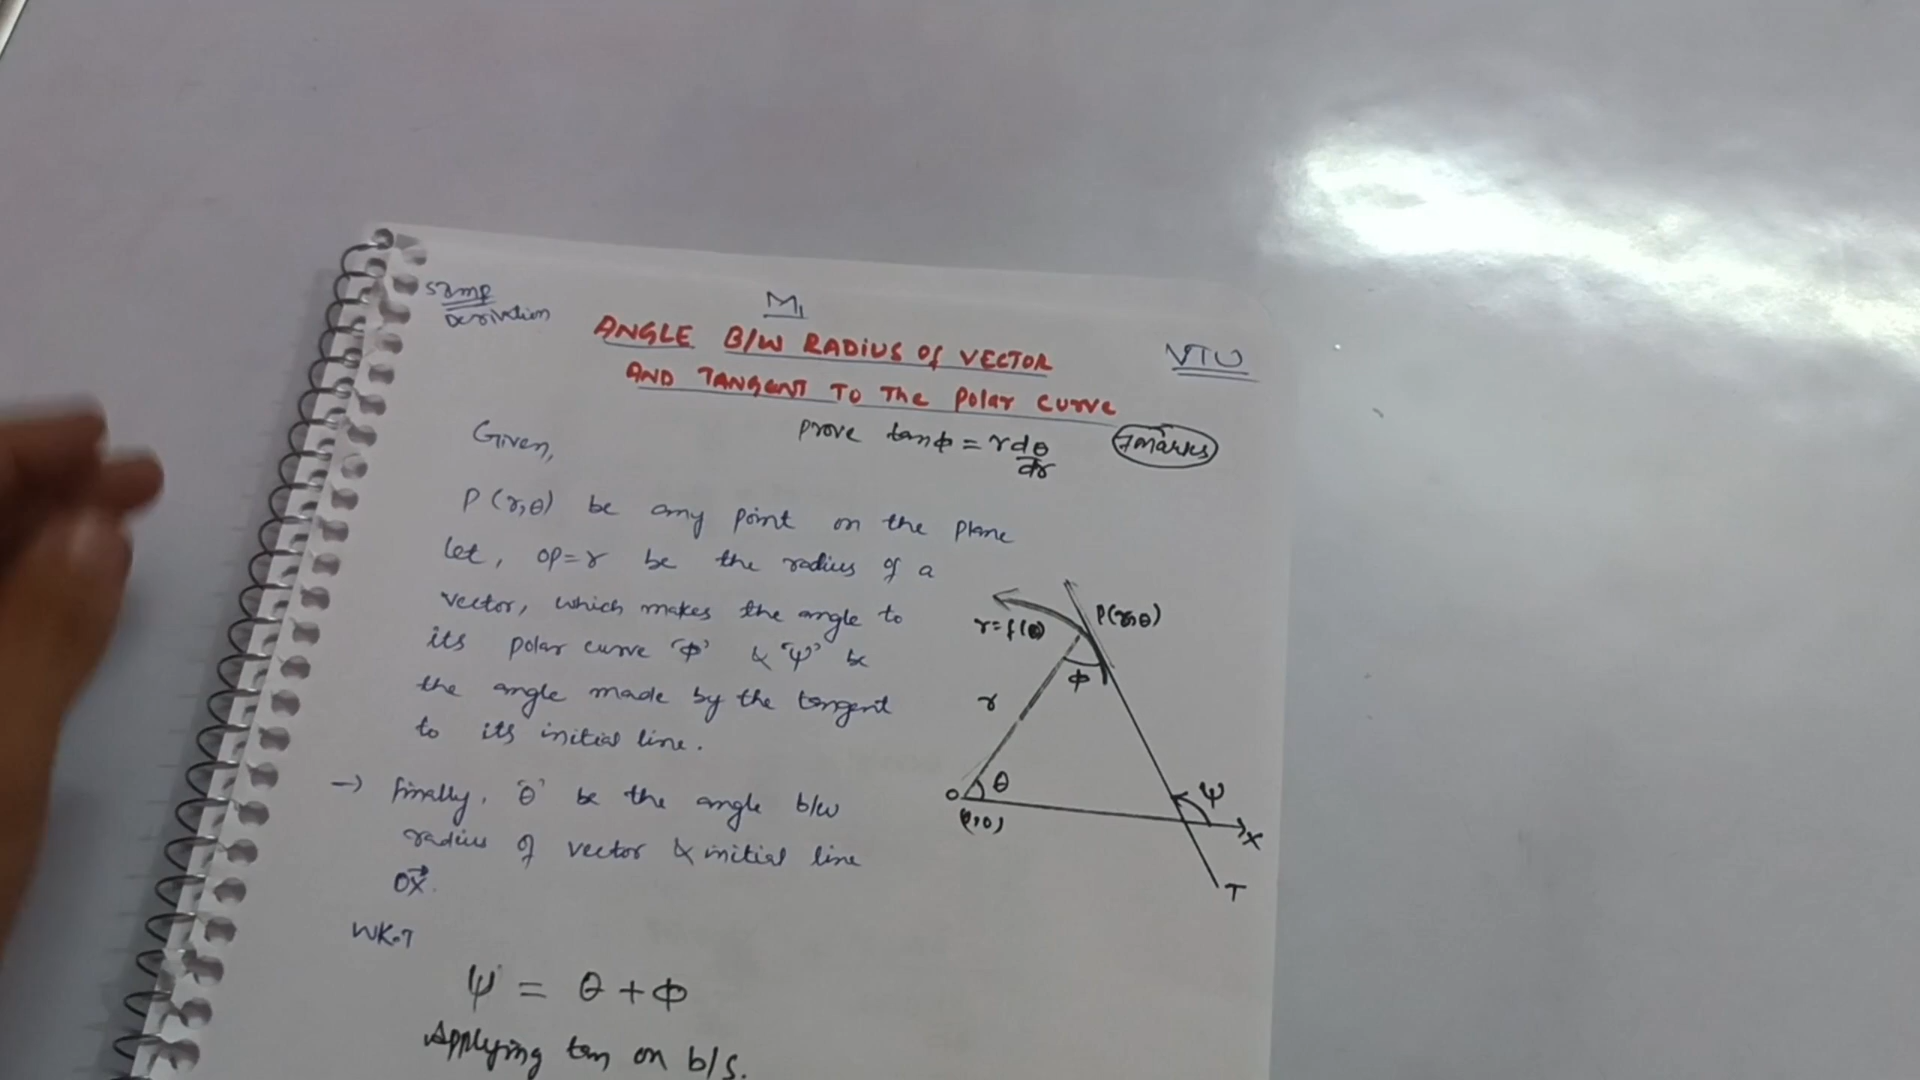 5 imp
Derivation
M1
VTU
ANGLE B/W RADIUS Of VECTOR
AND TANGENT TO The POlar CURVE
prove tanϕ = r dθ/dr
7marks
Given,
P (r,θ) be any point on the plane
let, OP=r be the radius of a
vector, which makes the angle to
its polar curve 'ϕ' & 'ψ' be
the angle made by the tangent
to its initial line.
→ finally, 'θ' be the angle b/w
radius of vector & initial line
OX⃗.
WK.T
ψ = θ + ϕ
Applying tan on b/s.
P(r,θ)
r=f(θ)
ϕ
r
θ
O
(0,0)
ψ
X
T